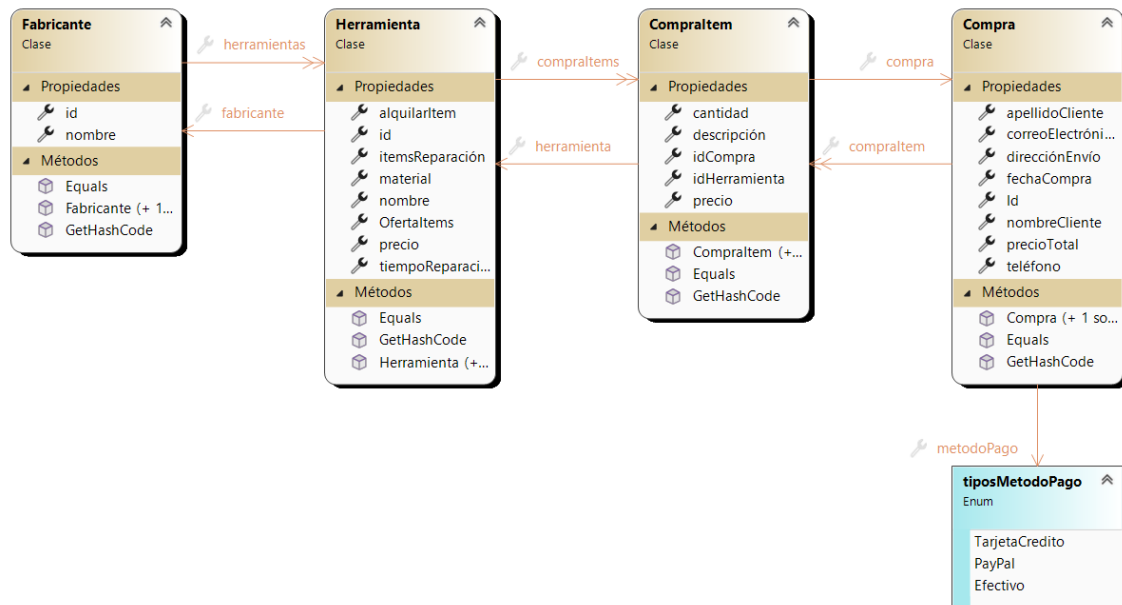 Fabricante
Clase
Propiedades
id
nombre
Métodos
Equals
Fabricante (+ 1...
GetHashCode
herramientas
fabricante
Herramienta
Clase
Propiedades
alquilarItem
id
itemsReparación
material
nombre
OfertaItems
precio
tiempoReparaci...
Métodos
Equals
GetHashCode
Herramienta (+...
compraItems
herramienta
CompraItem
Clase
Propiedades
cantidad
descripción
idCompra
idHerramienta
precio
Métodos
CompraItem (+...
Equals
GetHashCode
compra
compraItem
Compra
Clase
Propiedades
apellidoCliente
correoElectróni...
direcciónEnvío
fechaCompra
Id
nombreCliente
precioTotal
teléfono
Métodos
Compra (+ 1 so...
Equals
GetHashCode
metodoPago
tiposMetodoPago
Enum
TarjetaCredito
PayPal
Efectivo